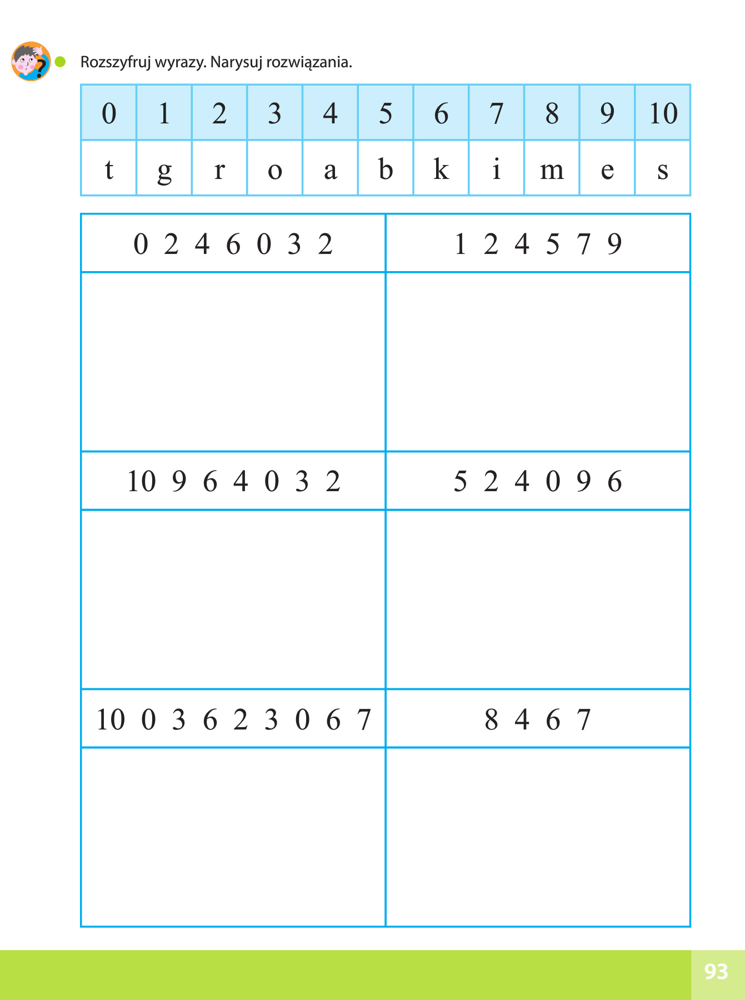 Rozszyfruj wyrazy. Narysuj rozwiązania.
0 1 2 3 4 5 6 7 8 9 10
t g r o a b k i m e s
0 2 4 6 0 3 2
1 2 4 5 7 9
10 9 6 4 0 3 2
5 2 4 0 9 6
10 0 3 6 2 3 0 6 7
8 4 6 7
93